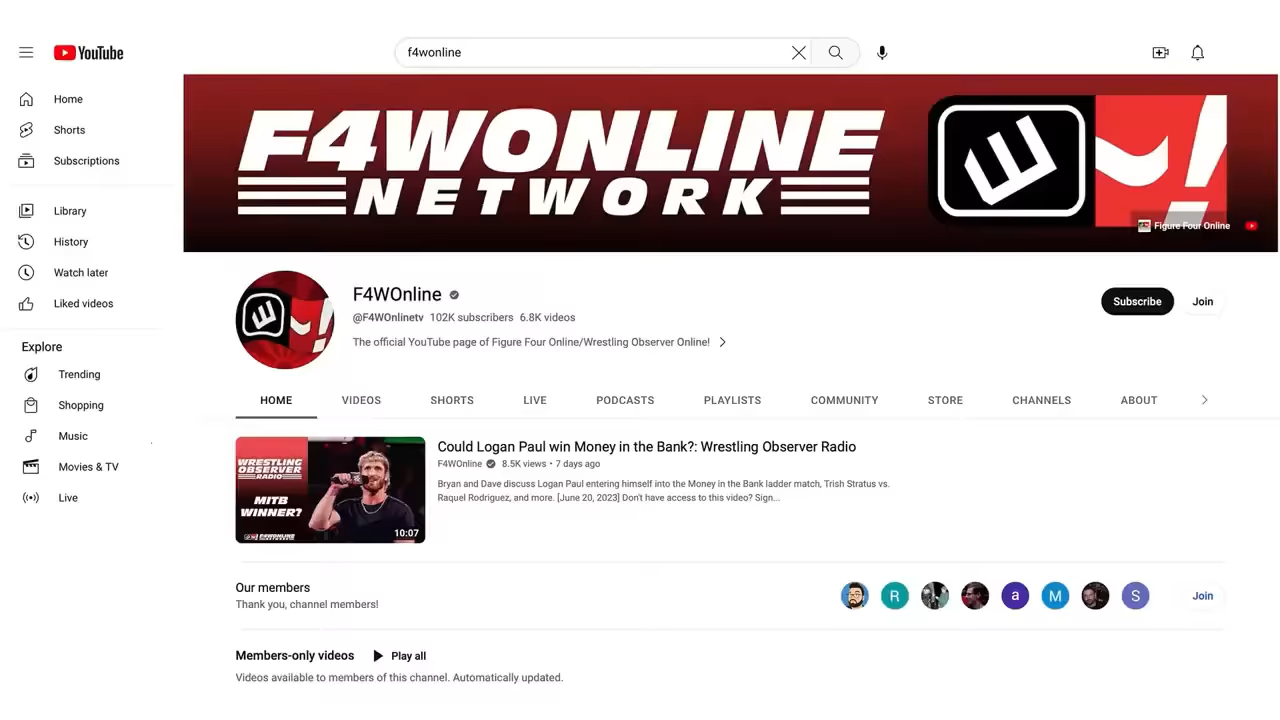 YouTube
f4wonline
Home
Shorts
Subscriptions
Library
History
Watch later
Liked videos
Explore
Trending
Shopping
Music
Movies & TV
Live
F4WONLINE
NETWORK
Figure Four Online
F4WOnline
@F4WOnlinetv 102K subscribers 6.8K videos
The official YouTube page of Figure Four Online/Wrestling Observer Online!
Subscribe
Join
HOME VIDEOS SHORTS LIVE PODCASTS PLAYLISTS COMMUNITY STORE CHANNELS ABOUT
WRESTLING
OBSERVER
RADIO
MITB
WINNER?
F4WONLINE
NETWORK
10:07
Could Logan Paul win Money in the Bank?: Wrestling Observer Radio
F4WOnline 8.5K views • 7 days ago
Bryan and Dave discuss Logan Paul entering himself into the Money in the Bank ladder match, Trish Stratus vs.
Raquel Rodriguez, and more. [June 20, 2023] Don't have access to this video? Sign...
Our members
Thank you, channel members!
R
a
M
S
Join
Members-only videos Play all
Videos available to members of this channel. Automatically updated.